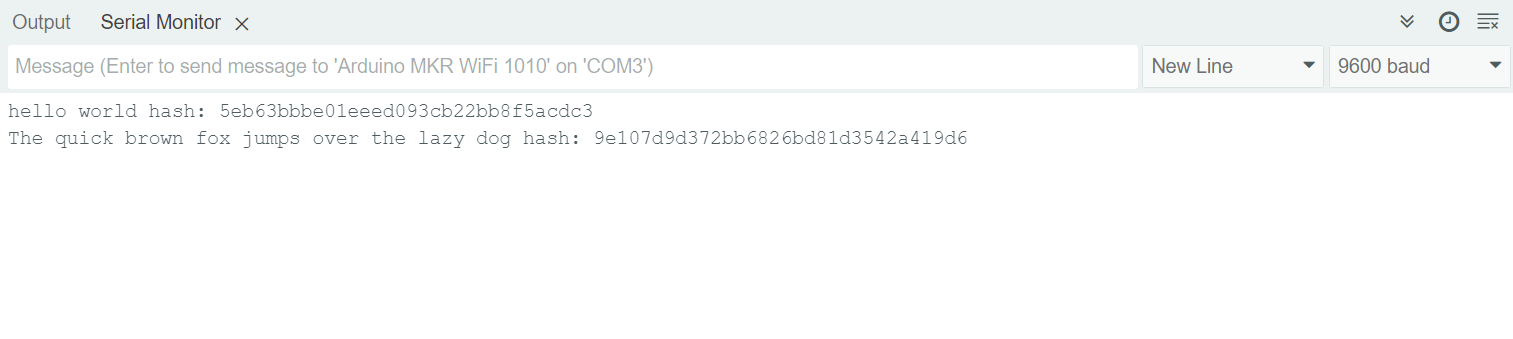 Output Serial Monitor
Message (Enter to send message to 'Arduino MKR WiFi 1010' on 'COM3') New Line 9600 baud
hello world hash: 5eb63bbbe01eeed093cb22bb8f5acdc3
The quick brown fox jumps over the lazy dog hash: 9e107d9d372bb6826bd81d3542a419d6